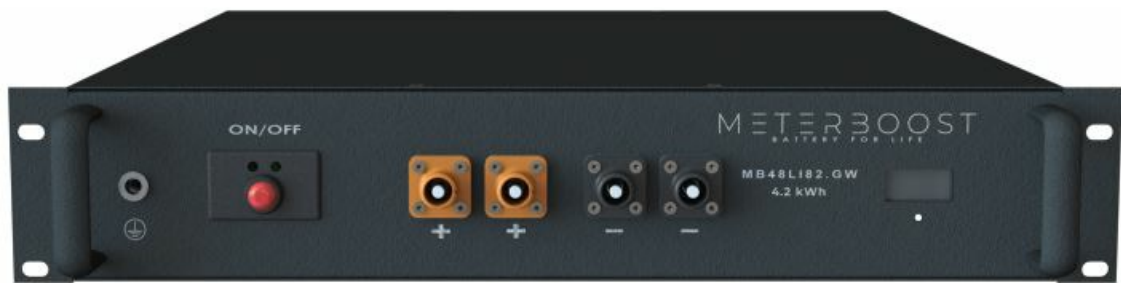 ON/OFF
METERBOOST
BATTERY FOR LIFE
MB48LI82.GW
4.2 kWh
+ + − −